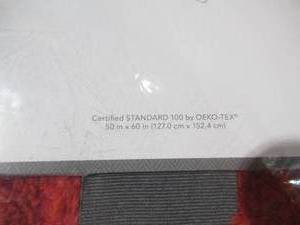 Certified STANDARD 100 by OEKO-TEX®
50 in x 60 in (127.0 cm x 152.4 cm)